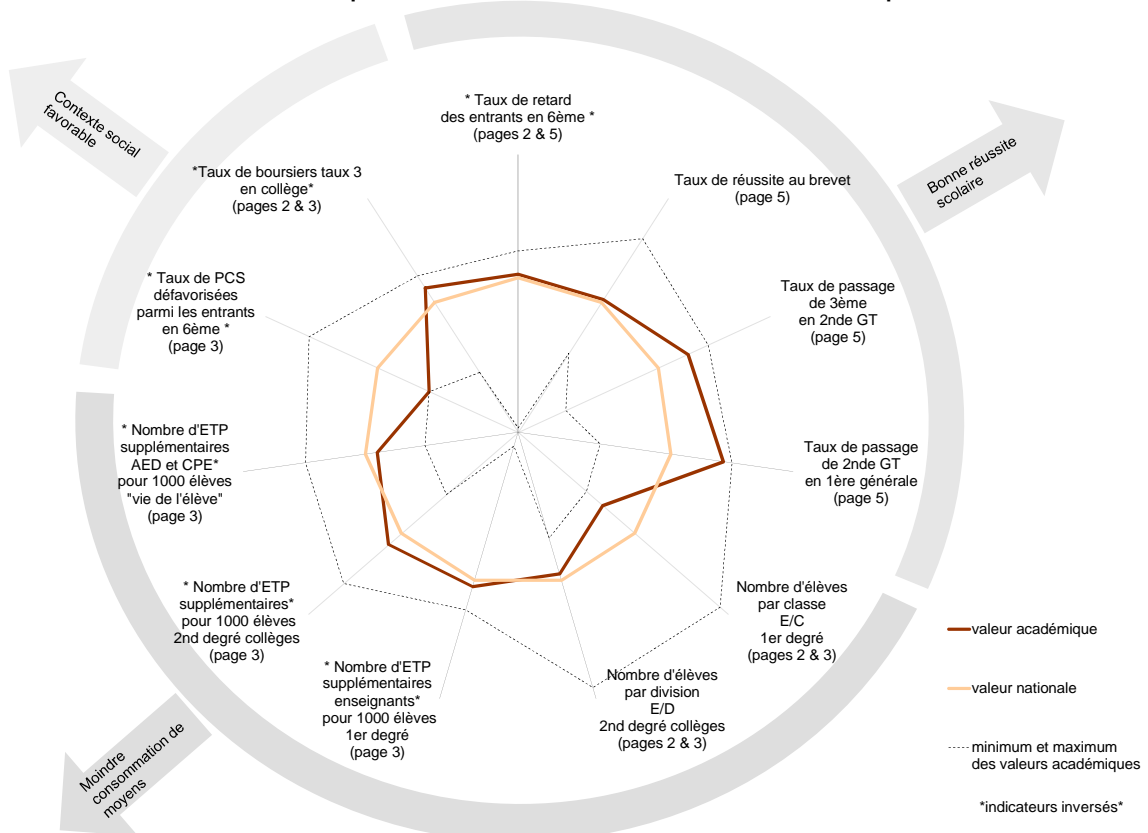 * Taux de retard
des entrants en 6ème *
(pages 2 & 5)
Contexte social
favorable
Bonne réussite
scolaire
*Taux de boursiers taux 3
en collège*
(pages 2 & 3)
Taux de réussite au brevet
(page 5)
* Taux de PCS
défavorisées
parmi les entrants
en 6ème *
(page 3)
Taux de passage
de 3ème
en 2nde GT
(page 5)
* Nombre d'ETP
supplémentaires
AED et CPE*
pour 1000 élèves
"vie de l'élève"
(page 3)
Taux de passage
de 2nde GT
en 1ère générale
(page 5)
* Nombre d'ETP
supplémentaires*
pour 1000 élèves
2nd degré collèges
(page 3)
Nombre d'élèves
par classe
E/C
1er degré
(pages 2 & 3)
* Nombre d'ETP
supplémentaires
enseignants*
pour 1000 élèves
1er degré
(page 3)
Nombre d'élèves
par division
E/D
2nd degré collèges
(pages 2 & 3)
Moindre
consommation de
moyens
valeur académique
valeur nationale
minimum et maximum
des valeurs académiques
*indicateurs inversés*